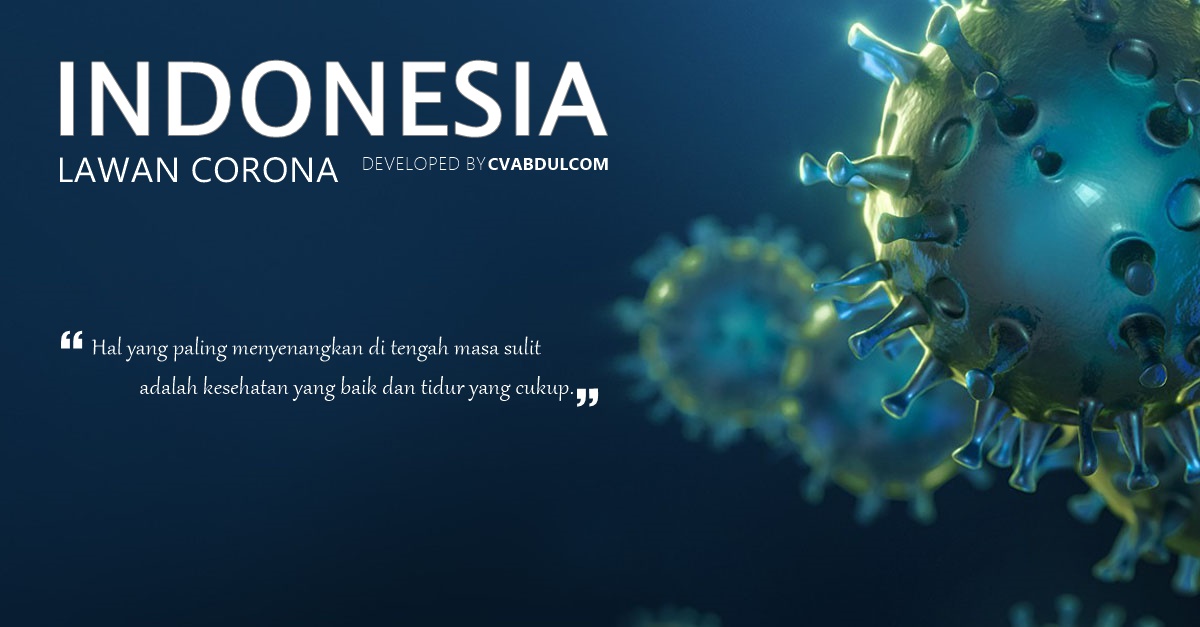 INDONESIA
LAWAN CORONA DEVELOPED BY CVABDULCOM
“ Hal yang paling menyenangkan di tengah masa sulit
adalah kesehatan yang baik dan tidur yang cukup. ”